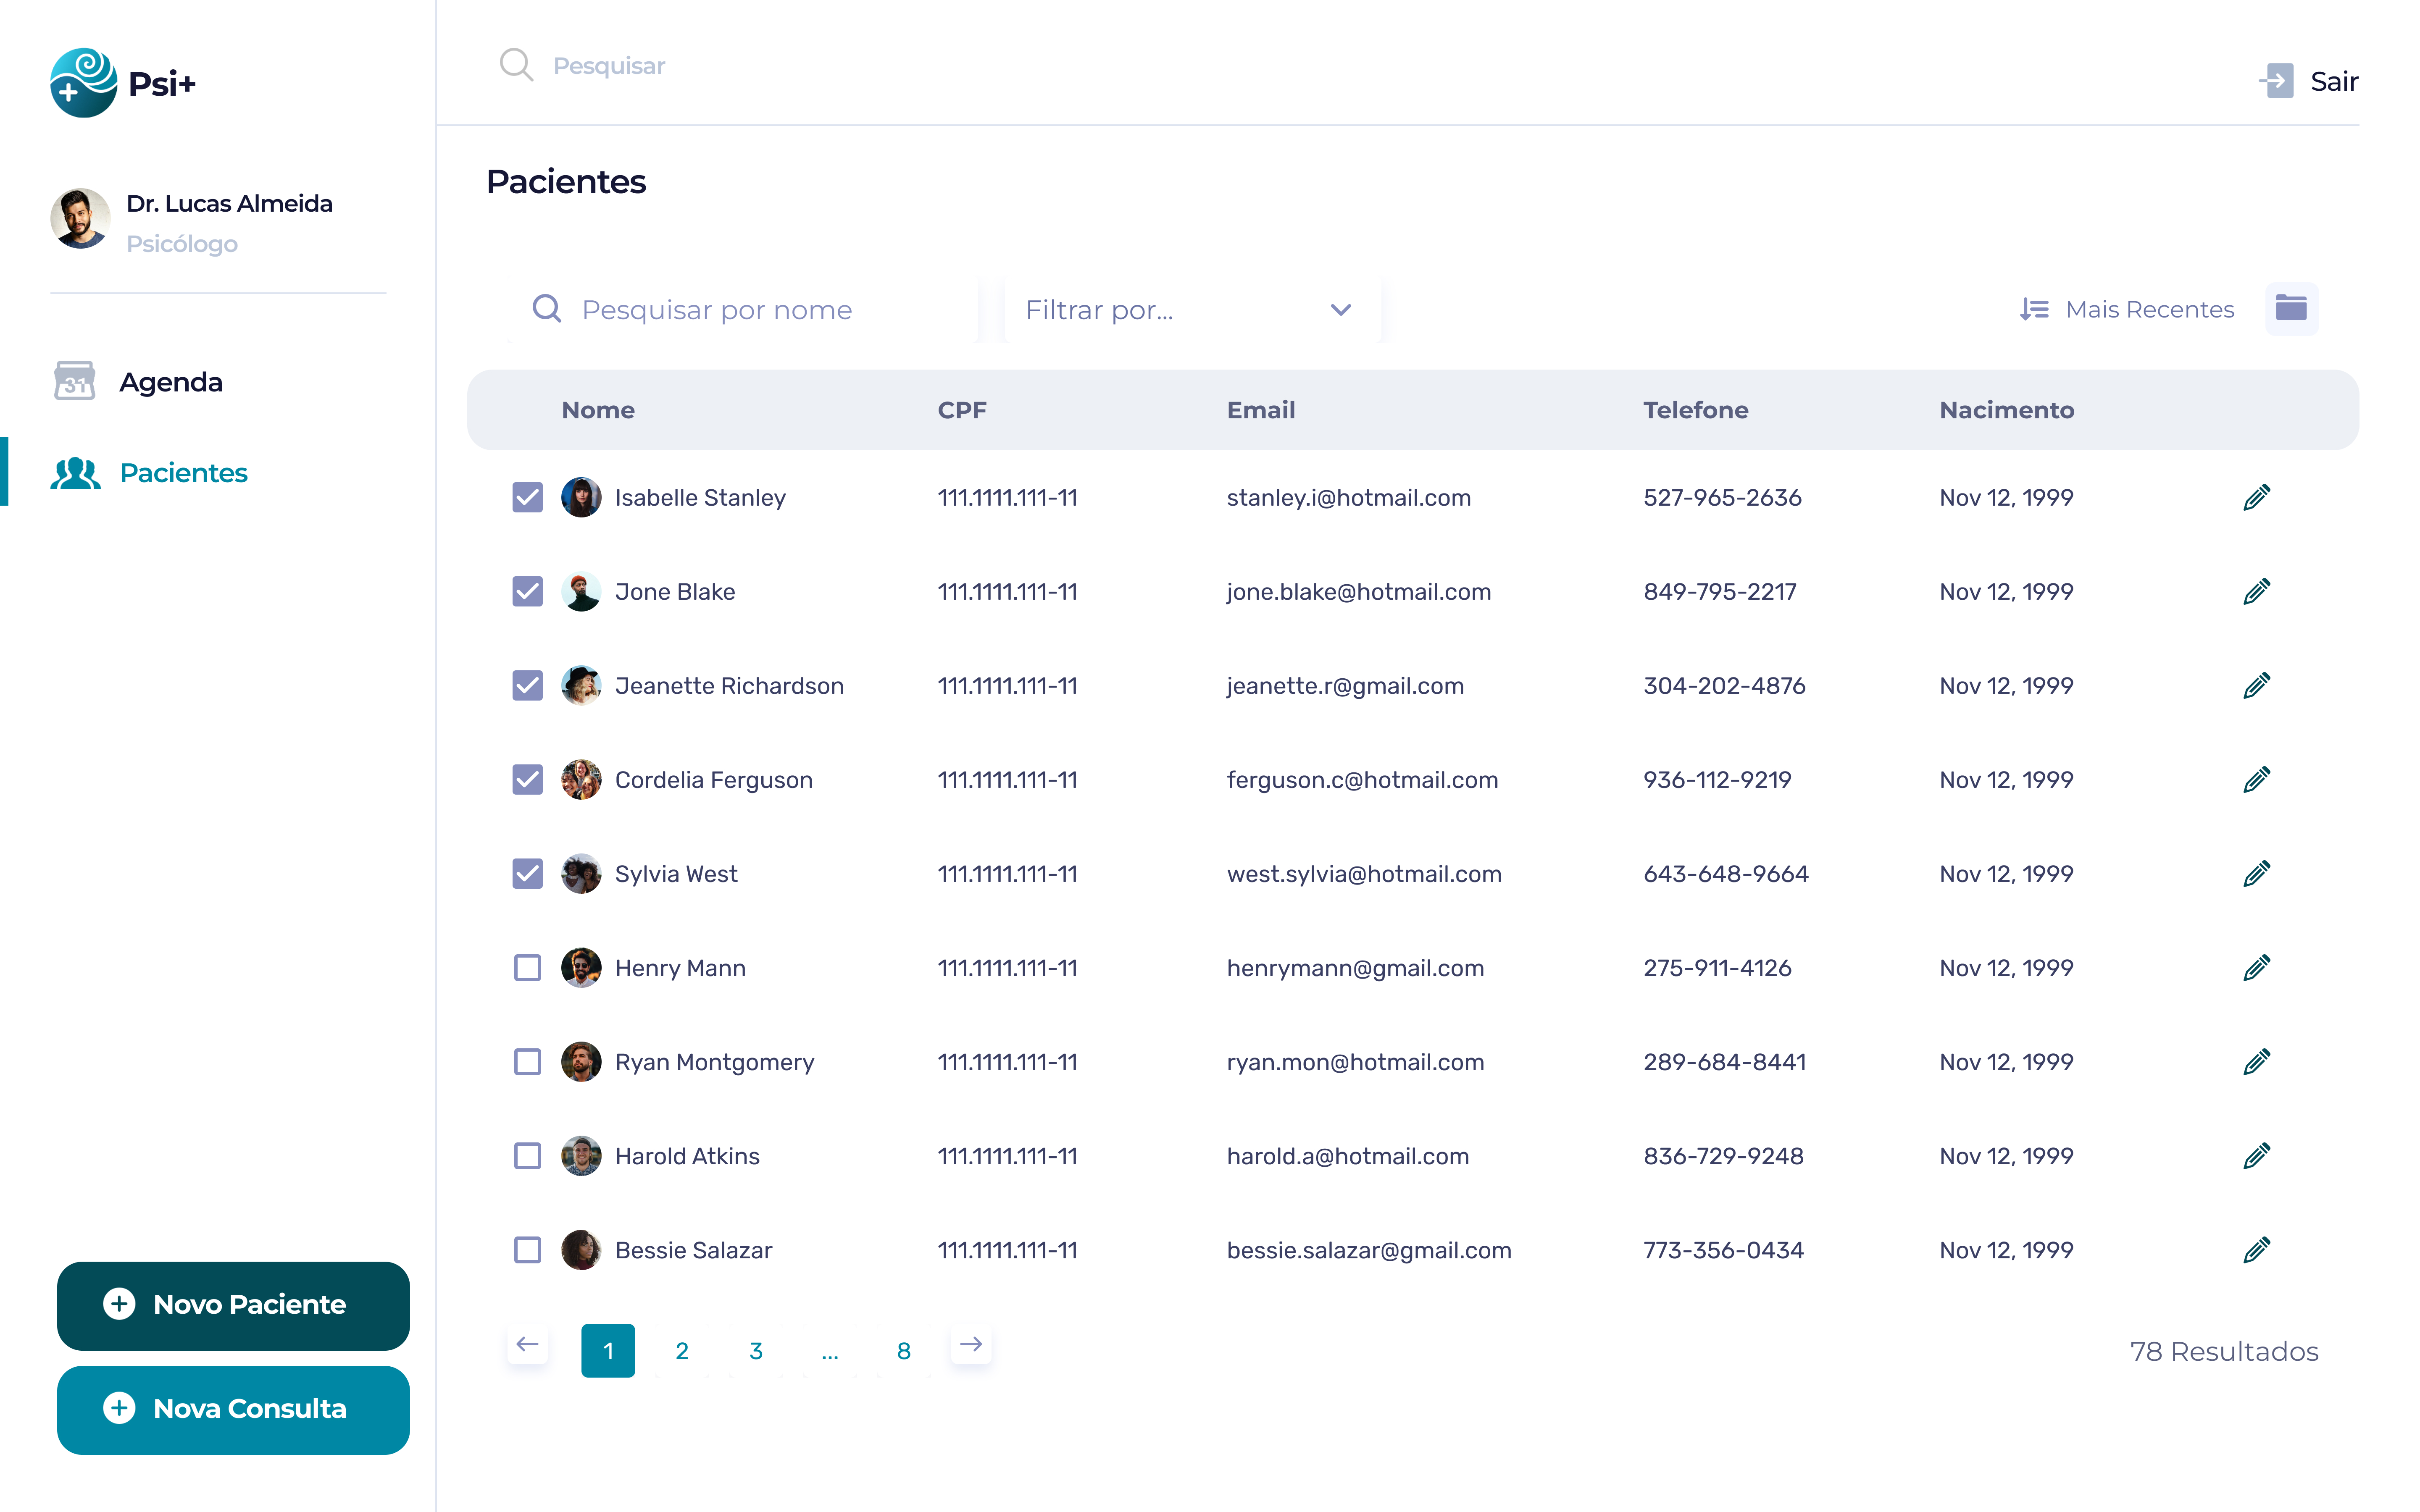 Psi+
Pesquisar
Sair
Dr. Lucas Almeida
Psicólogo
31
Agenda
Pacientes
Novo Paciente
Nova Consulta
Pacientes
Pesquisar por nome
Filtrar por...
Mais Recentes
Nome CPF Email Telefone Nacimento
Isabelle Stanley 111.1111.111-11 stanley.i@hotmail.com 527-965-2636 Nov 12, 1999
Jone Blake 111.1111.111-11 jone.blake@hotmail.com 849-795-2217 Nov 12, 1999
Jeanette Richardson 111.1111.111-11 jeanette.r@gmail.com 304-202-4876 Nov 12, 1999
Cordelia Ferguson 111.1111.111-11 ferguson.c@hotmail.com 936-112-9219 Nov 12, 1999
Sylvia West 111.1111.111-11 west.sylvia@hotmail.com 643-648-9664 Nov 12, 1999
Henry Mann 111.1111.111-11 henrymann@gmail.com 275-911-4126 Nov 12, 1999
Ryan Montgomery 111.1111.111-11 ryan.mon@hotmail.com 289-684-8441 Nov 12, 1999
Harold Atkins 111.1111.111-11 harold.a@hotmail.com 836-729-9248 Nov 12, 1999
Bessie Salazar 111.1111.111-11 bessie.salazar@gmail.com 773-356-0434 Nov 12, 1999
1 2 3 ... 8
78 Resultados